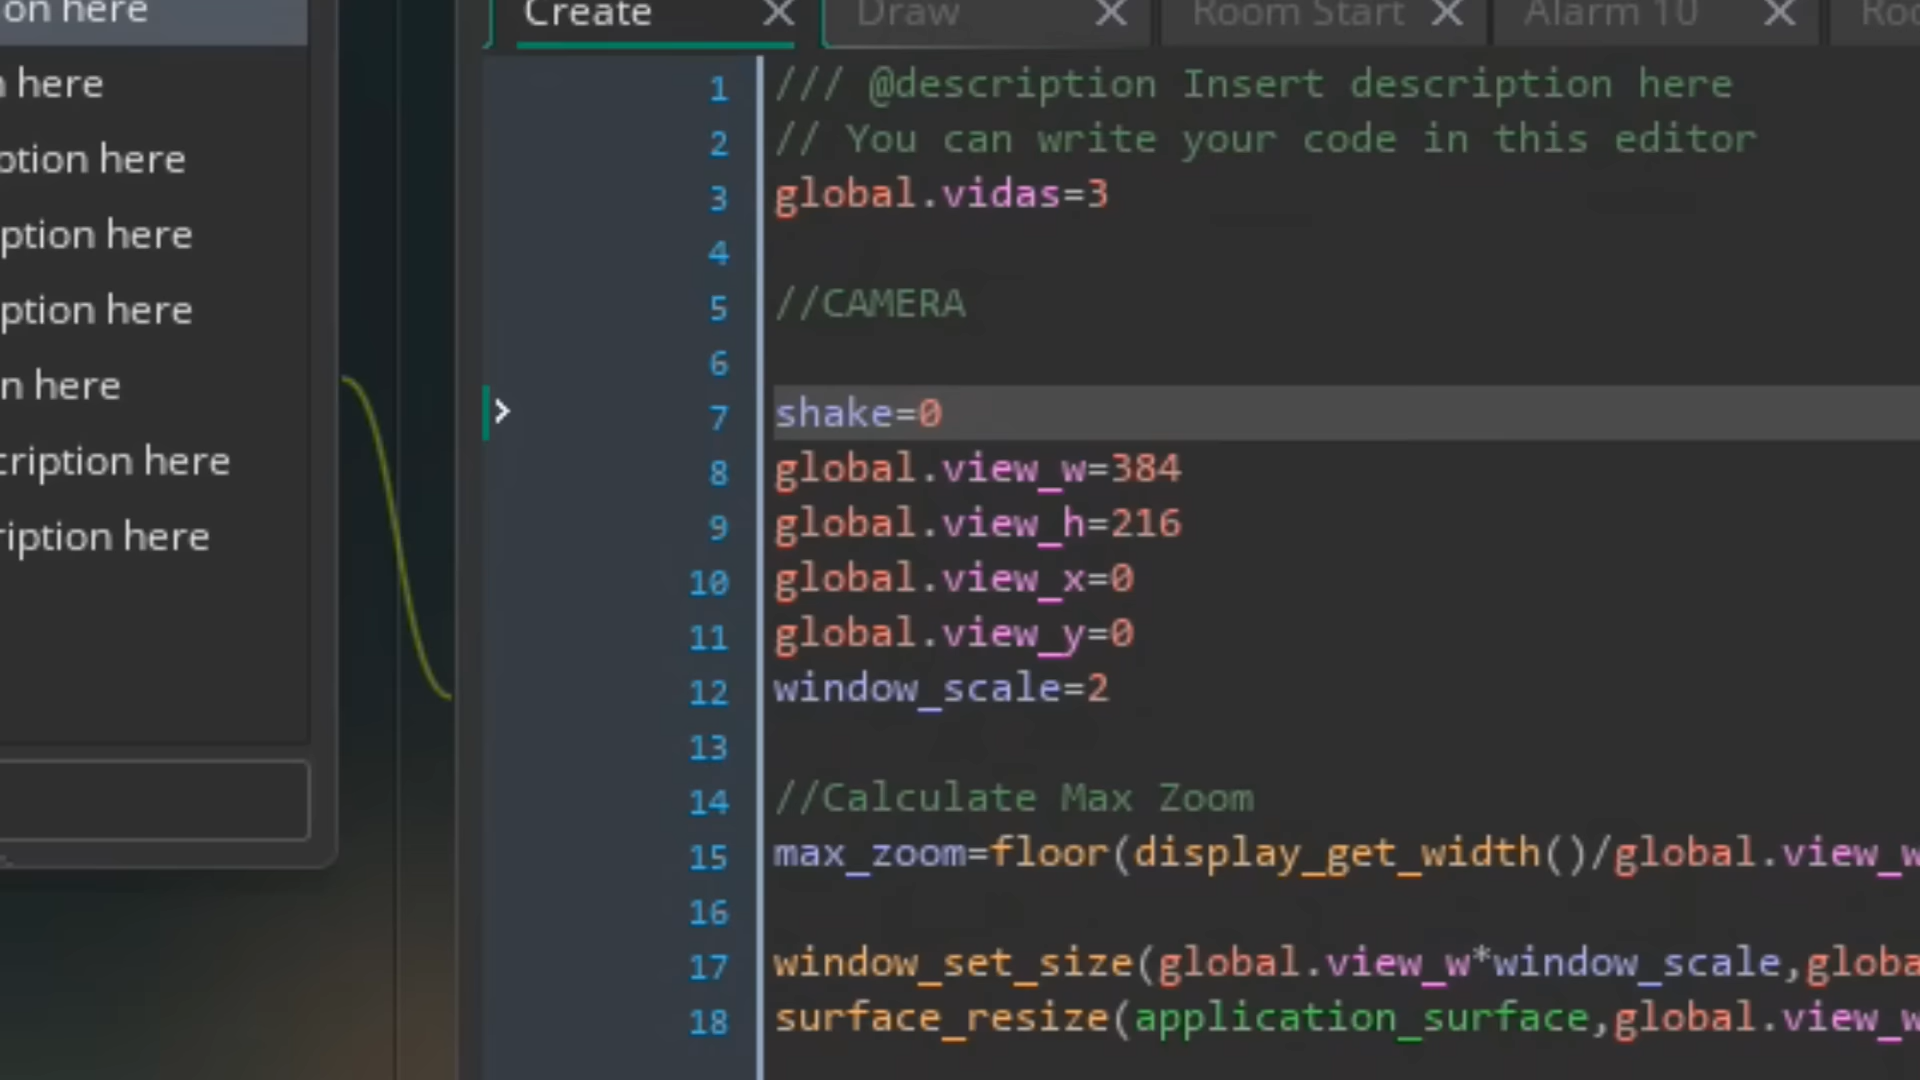 on here
n here
ption here
ption here
ption here
n here
cription here
ription here
Create
Draw
Room Start
Alarm 10
Roo
1 /// @description Insert description here
2 // You can write your code in this editor
3 global.vidas=3
4
5 //CAMERA
6
7 shake=0
8 global.view_w=384
9 global.view_h=216
10 global.view_x=0
11 global.view_y=0
12 window_scale=2
13
14 //Calculate Max Zoom
15 max_zoom=floor(display_get_width()/global.view_w
16
17 window_set_size(global.view_w*window_scale,globa
18 surface_resize(application_surface,global.view_w